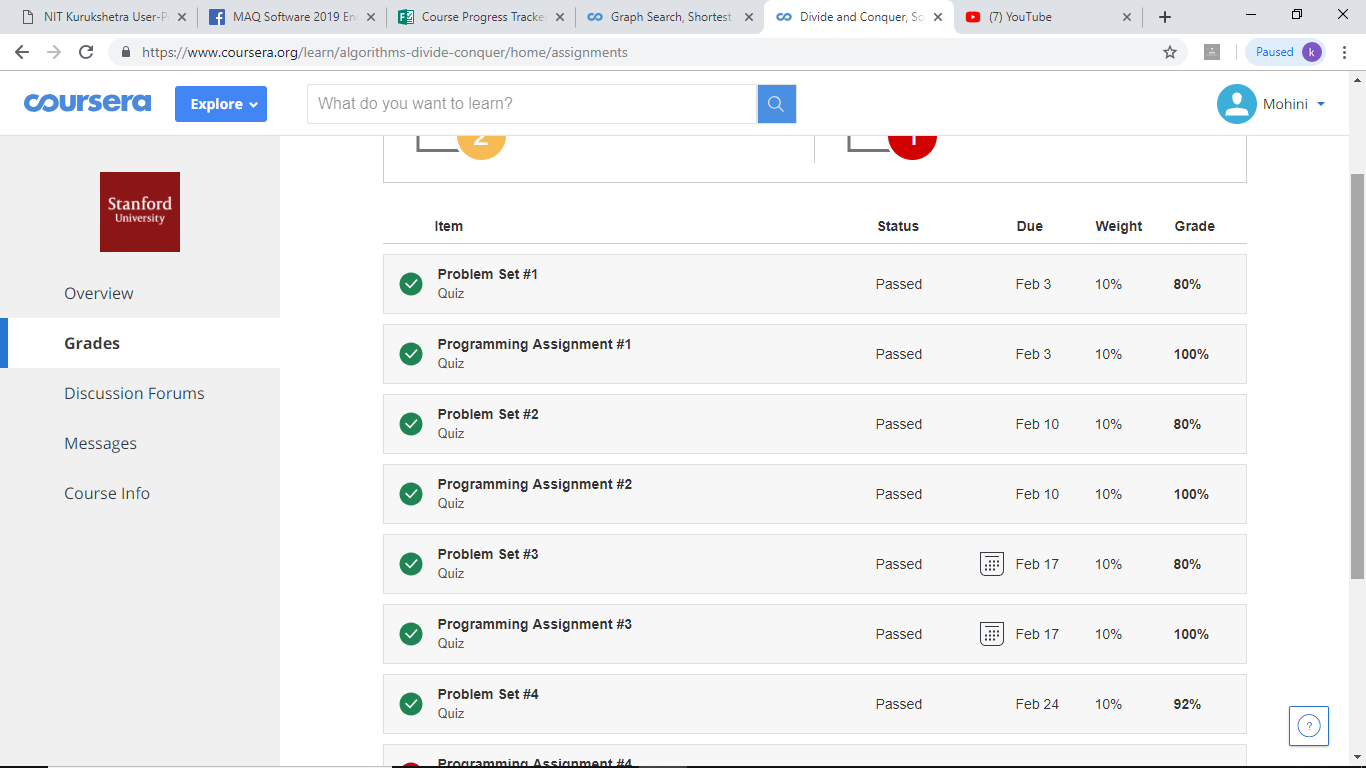 NIT Kurukshetra User-P
MAQ Software 2019 En
Course Progress Tracke
Graph Search, Shortest
Divide and Conquer, So
(7) YouTube
https://www.coursera.org/learn/algorithms-divide-conquer/home/assignments
Paused k
coursera
Explore
What do you want to learn?
Mohini
2
1
Stanford
University
Overview
Grades
Discussion Forums
Messages
Course Info
Item Status Due Weight Grade
Problem Set #1
Quiz
Passed Feb 3 10% 80%
Programming Assignment #1
Quiz
Passed Feb 3 10% 100%
Problem Set #2
Quiz
Passed Feb 10 10% 80%
Programming Assignment #2
Quiz
Passed Feb 10 10% 100%
Problem Set #3
Quiz
Passed Feb 17 10% 80%
Programming Assignment #3
Quiz
Passed Feb 17 10% 100%
Problem Set #4
Quiz
Passed Feb 24 10% 92%
Programming Assignment #4
?